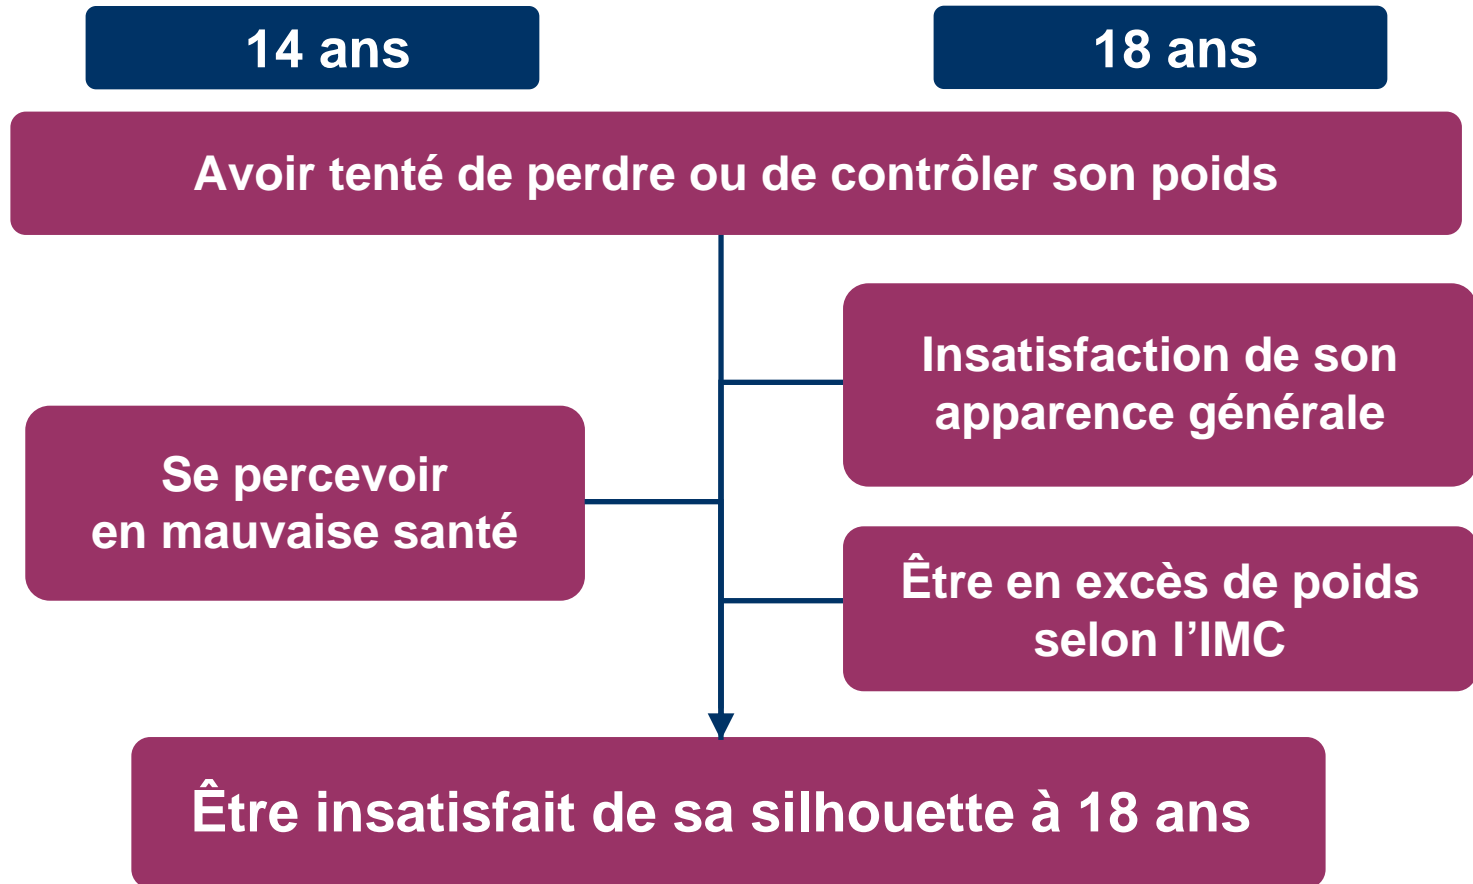 14 ans
18 ans
Avoir tenté de perdre ou de contrôler son poids
Insatisfaction de son
apparence générale
Se percevoir
en mauvaise santé
Être en excès de poids
selon l’IMC
Être insatisfait de sa silhouette à 18 ans